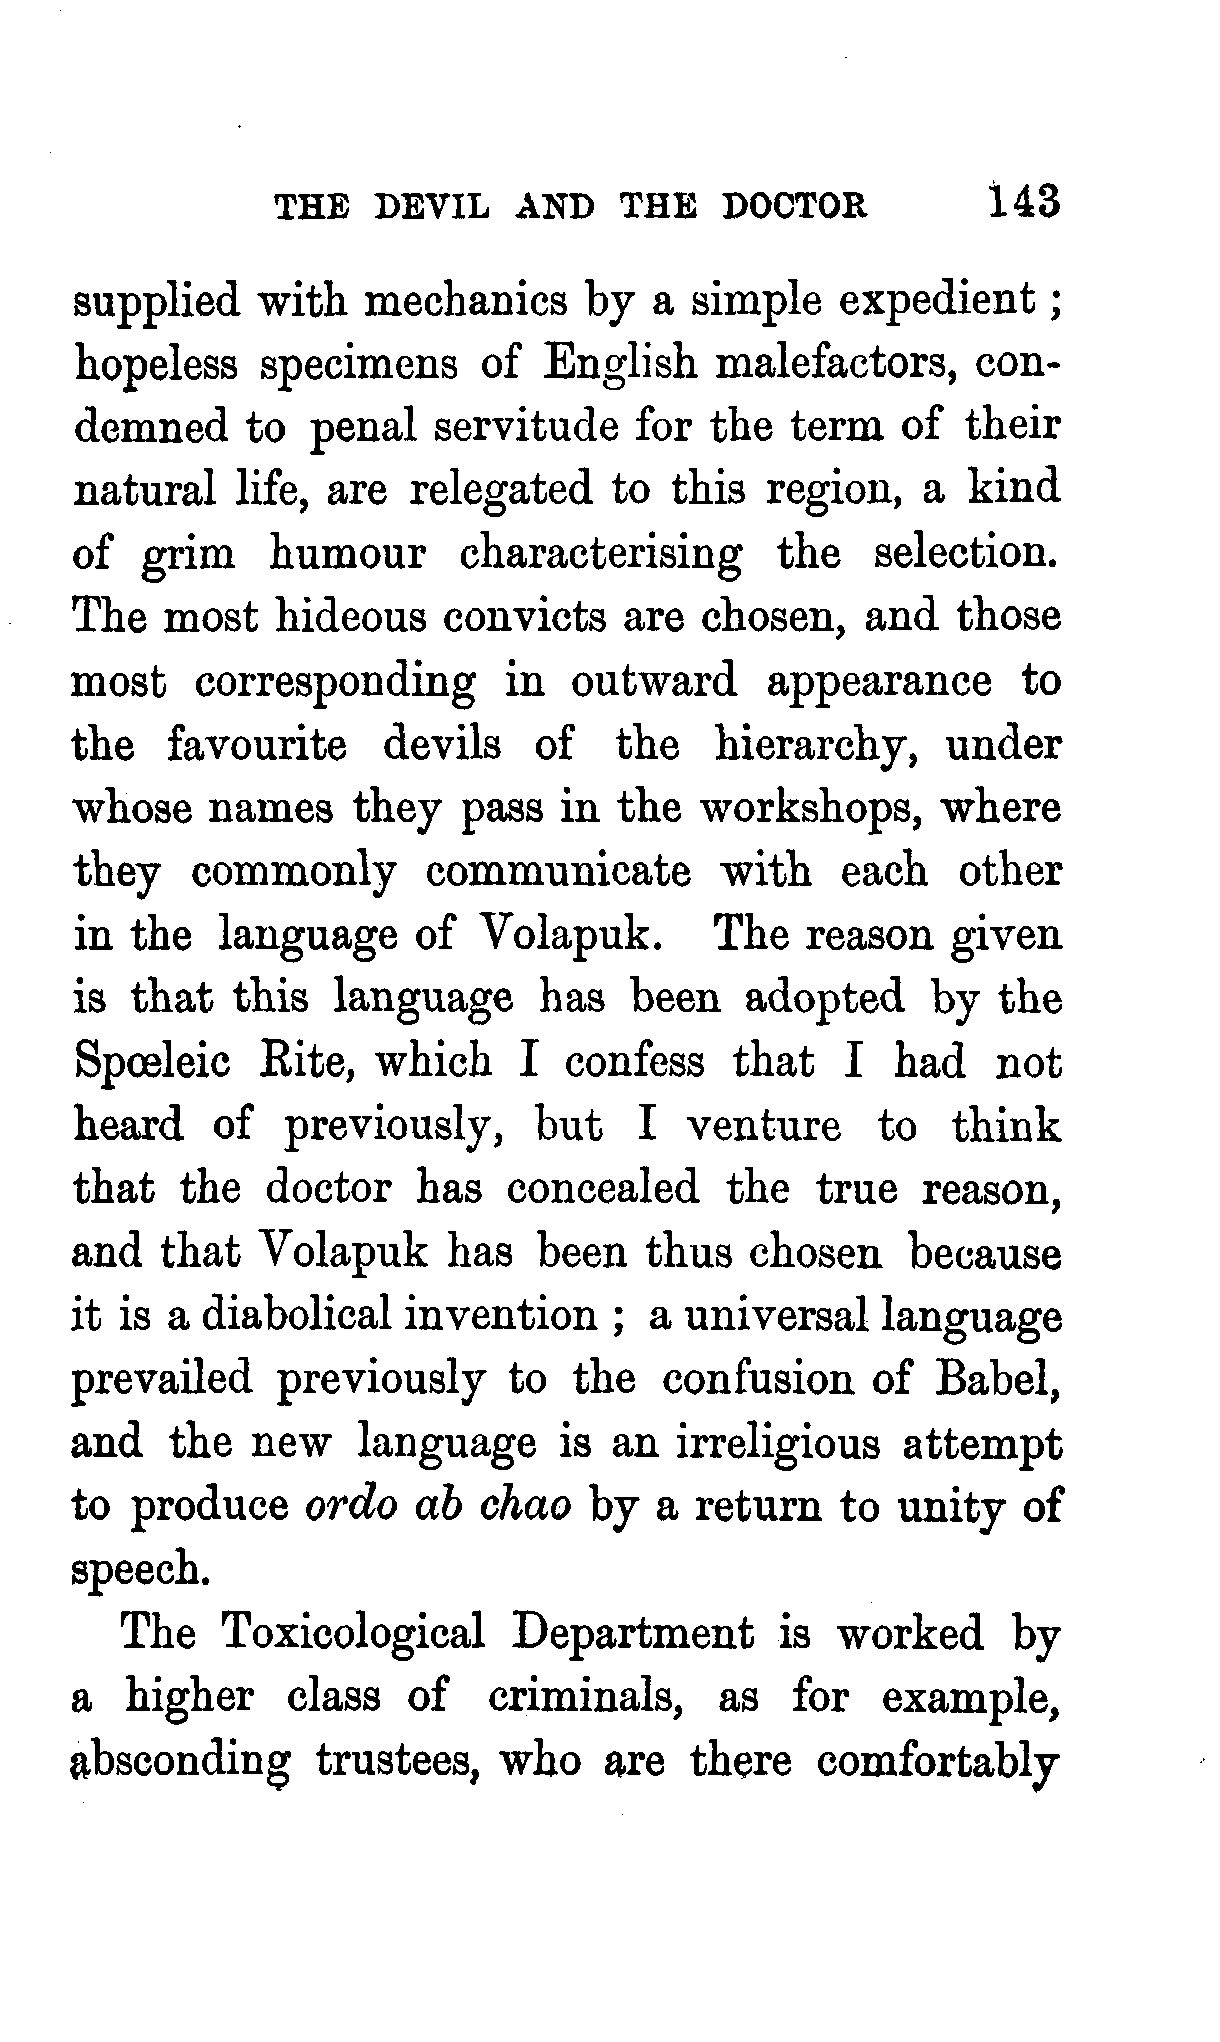 THE DEVIL AND THE DOCTOR 143
supplied with mechanics by a simple expedient ;
hopeless specimens of English malefactors, con-
demned to penal servitude for the term of their
natural life, are relegated to this region, a kind
of grim humour characterising the selection.
The most hideous convicts are chosen, and those
most corresponding in outward appearance to
the favourite devils of the hierarchy, under
whose names they pass in the workshops, where
they commonly communicate with each other
in the language of Volapuk. The reason given
is that this language has been adopted by the
Spœleic Rite, which I confess that I had not
heard of previously, but I venture to think
that the doctor has concealed the true reason,
and that Volapuk has been thus chosen because
it is a diabolical invention ; a universal language
prevailed previously to the confusion of Babel,
and the new language is an irreligious attempt
to produce ordo ab chao by a return to unity of
speech.
The Toxicological Department is worked by
a higher class of criminals, as for example,
absconding trustees, who are there comfortably